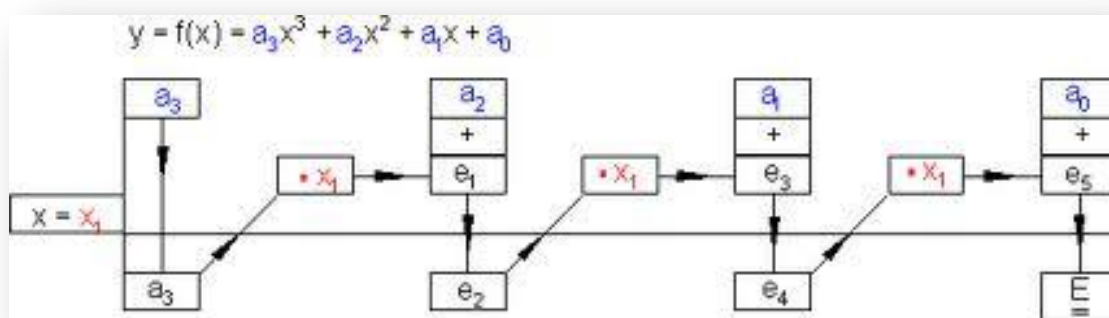 y = f(x) = a₃x³ + a₂x² + a₁x + a₀
a₃ a₂ a₁ a₀
+ + +
• x₁ e₁ • x₁ e₃ • x₁ e₅
x = x₁
a₃ e₂ e₄ E